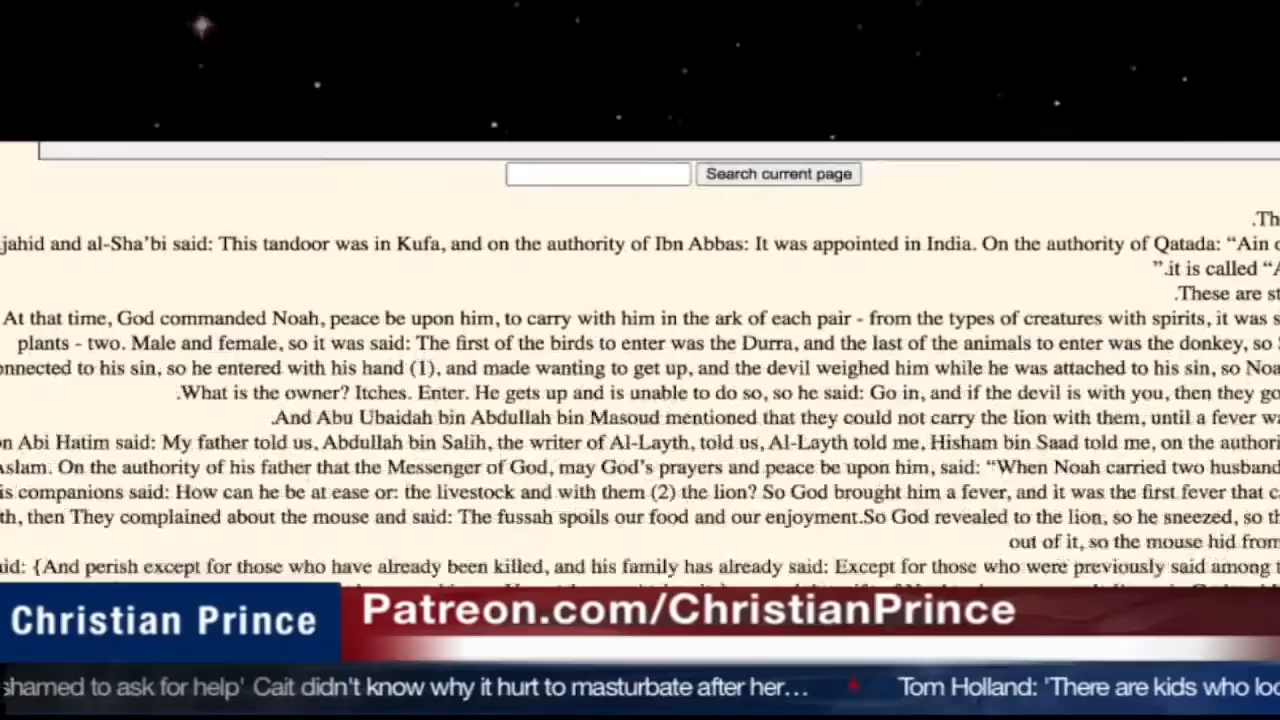 Search current page
.Th
jahid and al-Sha’bi said: This tandoor was in Kufa, and on the authority of Ibn Abbas: It was appointed in India. On the authority of Qatada: “Ain
”.it is called “A
.These are st
At that time, God commanded Noah, peace be upon him, to carry with him in the ark of each pair - from the types of creatures with spirits, it was s
plants - two. Male and female, so it was said: The first of the birds to enter was the Durra, and the last of the animals to enter was the donkey, so
onnected to his sin, so he entered with his hand (1), and made wanting to get up, and the devil weighed him while he was attached to his sin, so Noa
.What is the owner? Itches. Enter. He gets up and is unable to do so, so he said: Go in, and if the devil is with you, then they go
.And Abu Ubaidah bin Abdullah bin Masoud mentioned that they could not carry the lion with them, until a fever w
on Abi Hatim said: My father told us, Abdullah bin Salih, the writer of Al-Layth, told us, Al-Layth told me, Hisham bin Saad told me, on the authori
Aslam. On the authority of his father that the Messenger of God, may God’s prayers and peace be upon him, said: “When Noah carried two husband
is companions said: How can he be at ease or: the livestock and with them (2) the lion? So God brought him a fever, and it was the first fever that c
th, then They complained about the mouse and said: The fussah spoils our food and our enjoyment.So God revealed to the lion, so he sneezed, so th
out of it, so the mouse hid from
aid: {And perish except for those who have already been killed, and his family has already said: Except for those who were previously said among t
Christian Prince
Patreon.com/ChristianPrince
shamed to ask for help' Cait didn't know why it hurt to masturbate after her… Tom Holland: 'There are kids who loo